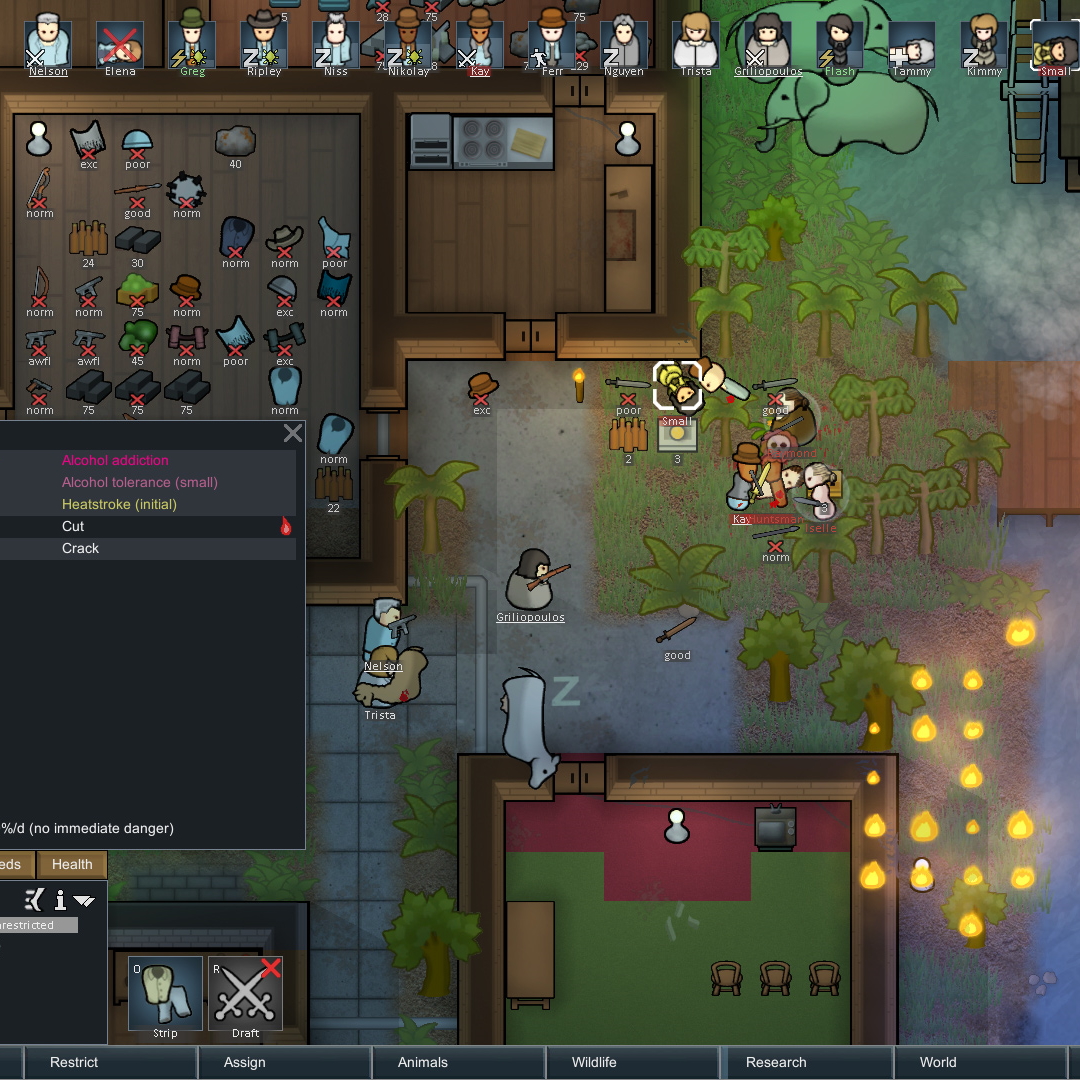 5 28 75 75
Nelson Elena Greg Ripley Niss Nikolay Kay Ferr Nguyen Trista Griliopoulos Flash Tammy Kimmy Small
exc poor 40
norm good norm
24 30 norm norm poor
norm norm 75 norm exc norm
awfl awfl 45 norm poor exc
norm 75 75 75 norm
exc poor good
Small
2 3
norm
22
Alcohol addiction
Alcohol tolerance (small)
Heatstroke (initial)
Cut
Crack
Kay Huntsman
3
norm
Griliopoulos
good
Nelson
Trista
Z
%/d (no immediate danger)
eds Health
nrestricted
O R
Strip Draft
Restrict Assign Animals Wildlife Research World